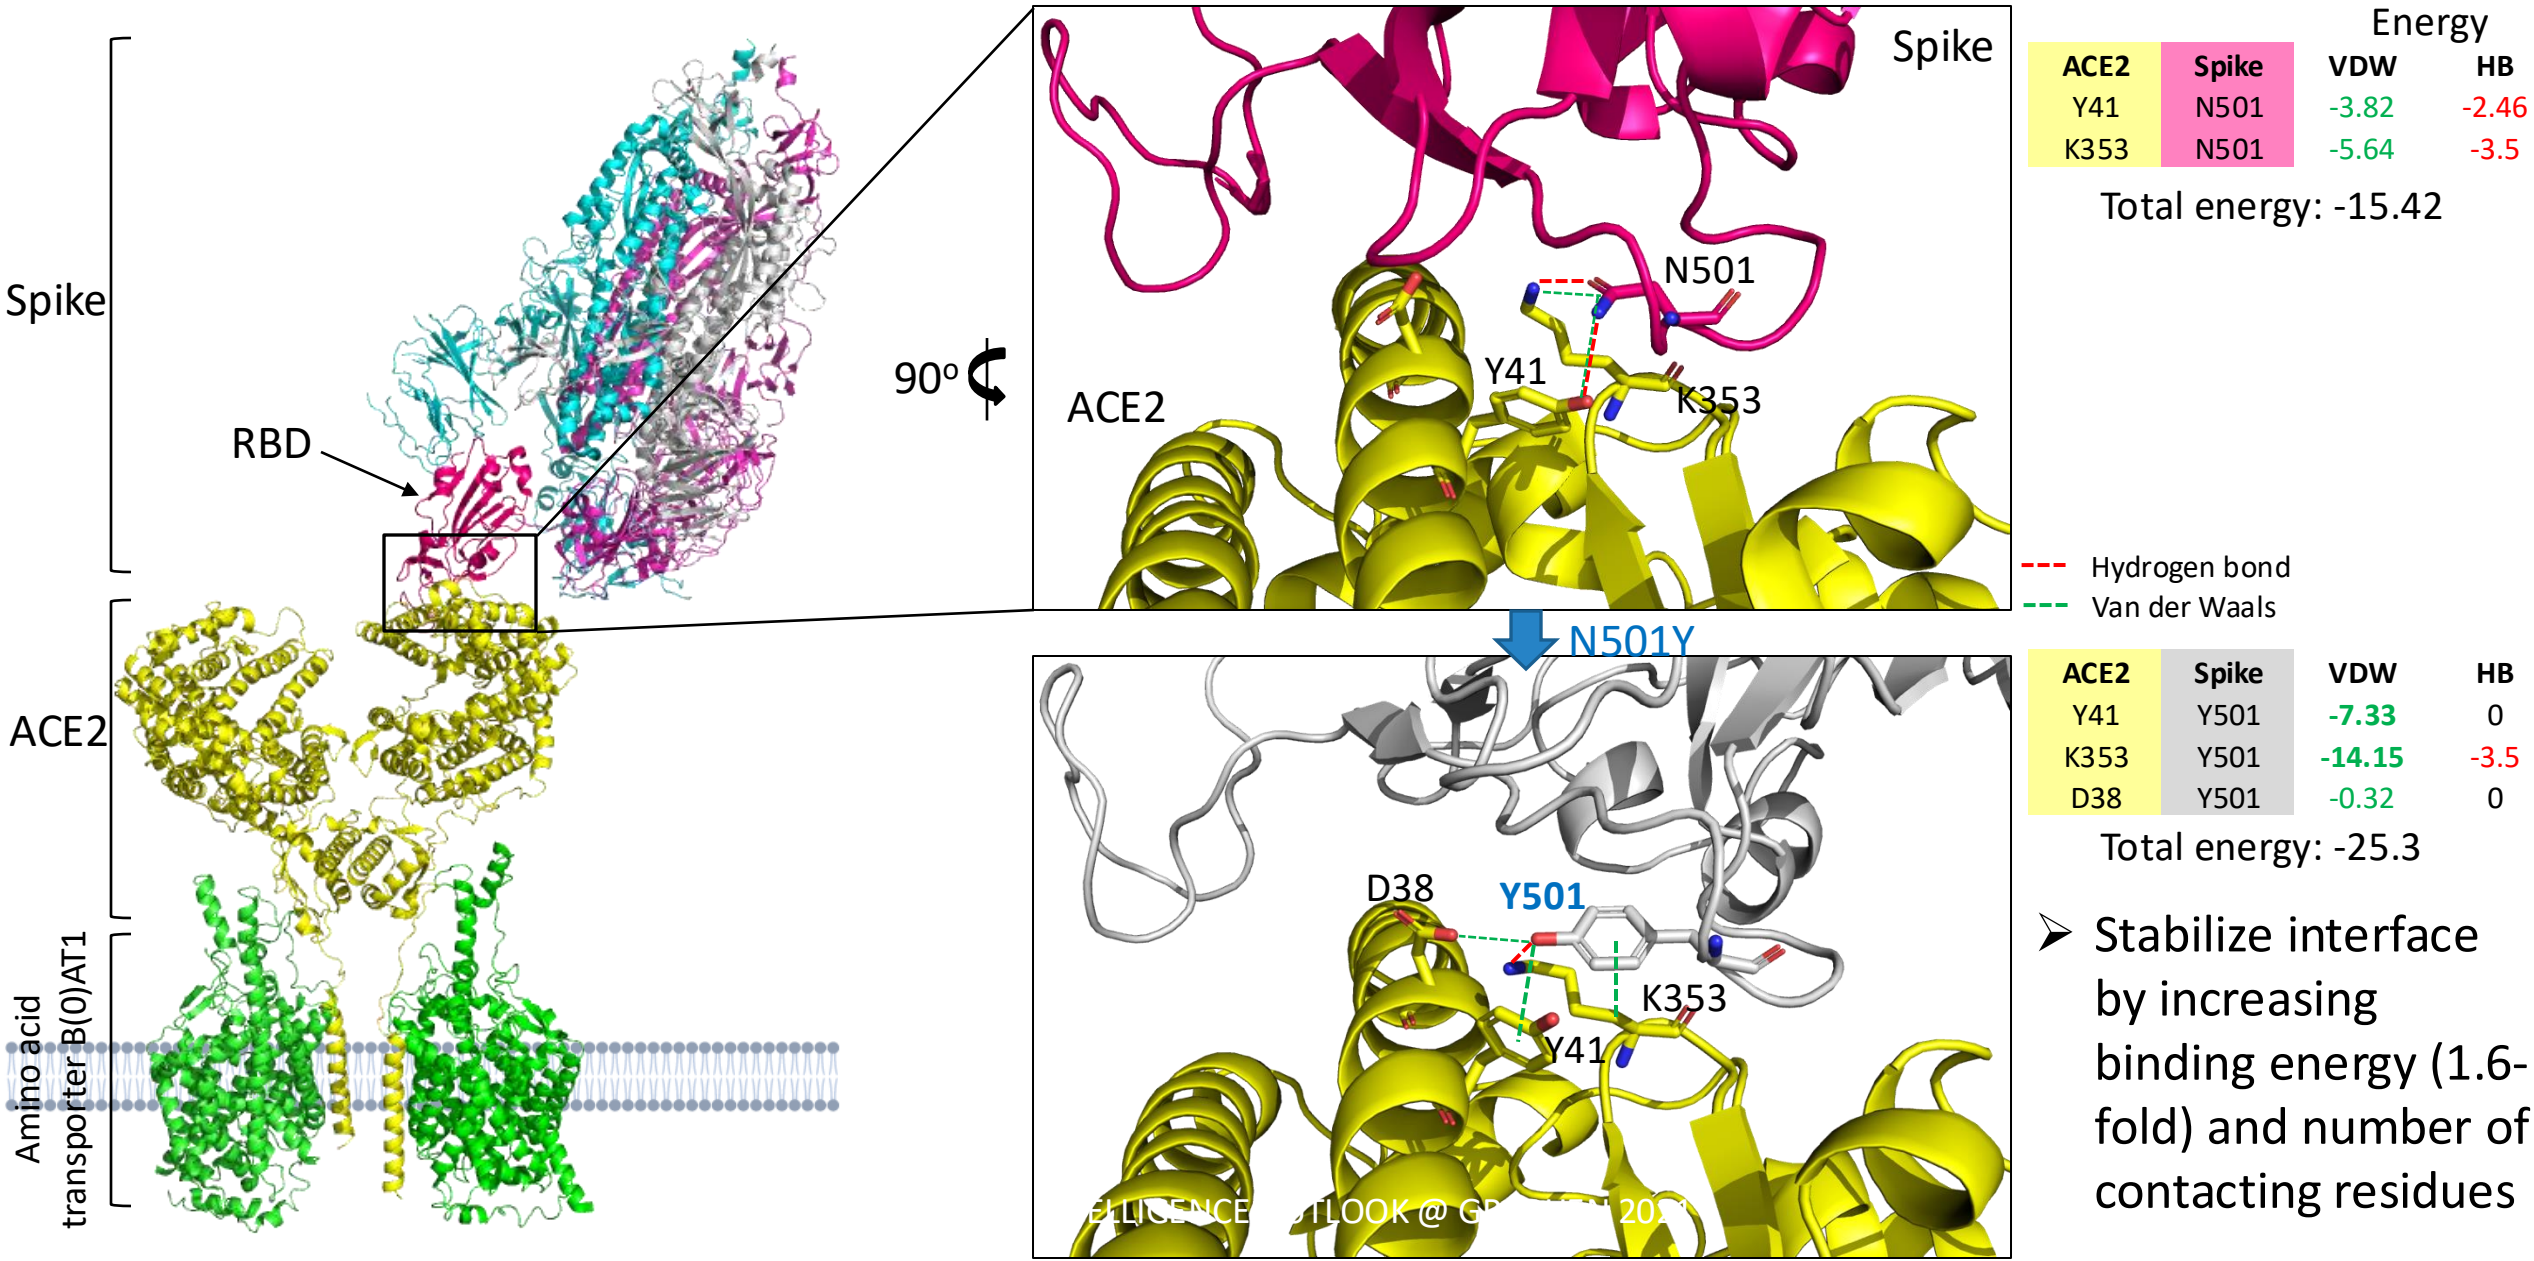 Spike
RBD
ACE2
Amino acid
transporter B(0)AT1
90o
Spike
ACE2
N501
Y41
K353
Energy
ACE2 Spike VDW HB
Y41 N501 -3.82 -2.46
K353 N501 -5.64 -3.5
Total energy: -15.42
Hydrogen bond
Van der Waals
N501Y
D38
Y501
K353
Y41
ELLIGENCE OUTLOOK @ 202
ACE2 Spike VDW HB
Y41 Y501 -7.33 0
K353 Y501 -14.15 -3.5
D38 Y501 -0.32 0
Total energy: -25.3
➢ Stabilize interface
by increasing
binding energy (1.6-
fold) and number of
contacting residues